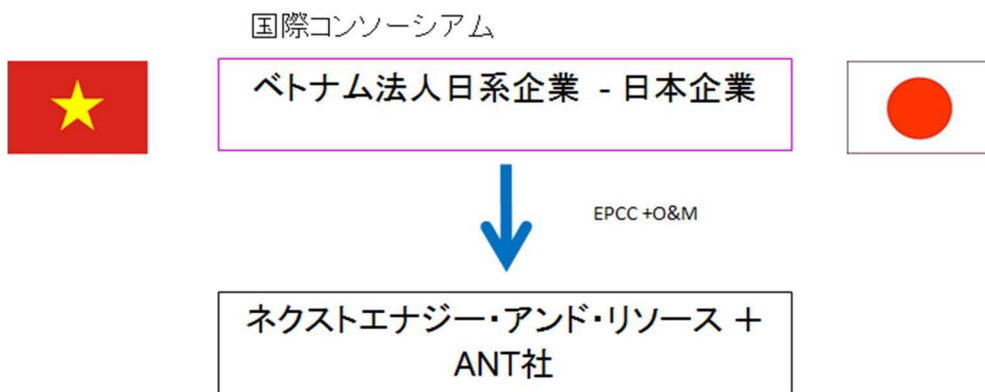 国際コンソーシアム
ベトナム法人日系企業 - 日本企業
EPCC +O&M
ネクストエナジー・アンド・リソース +
ANT社